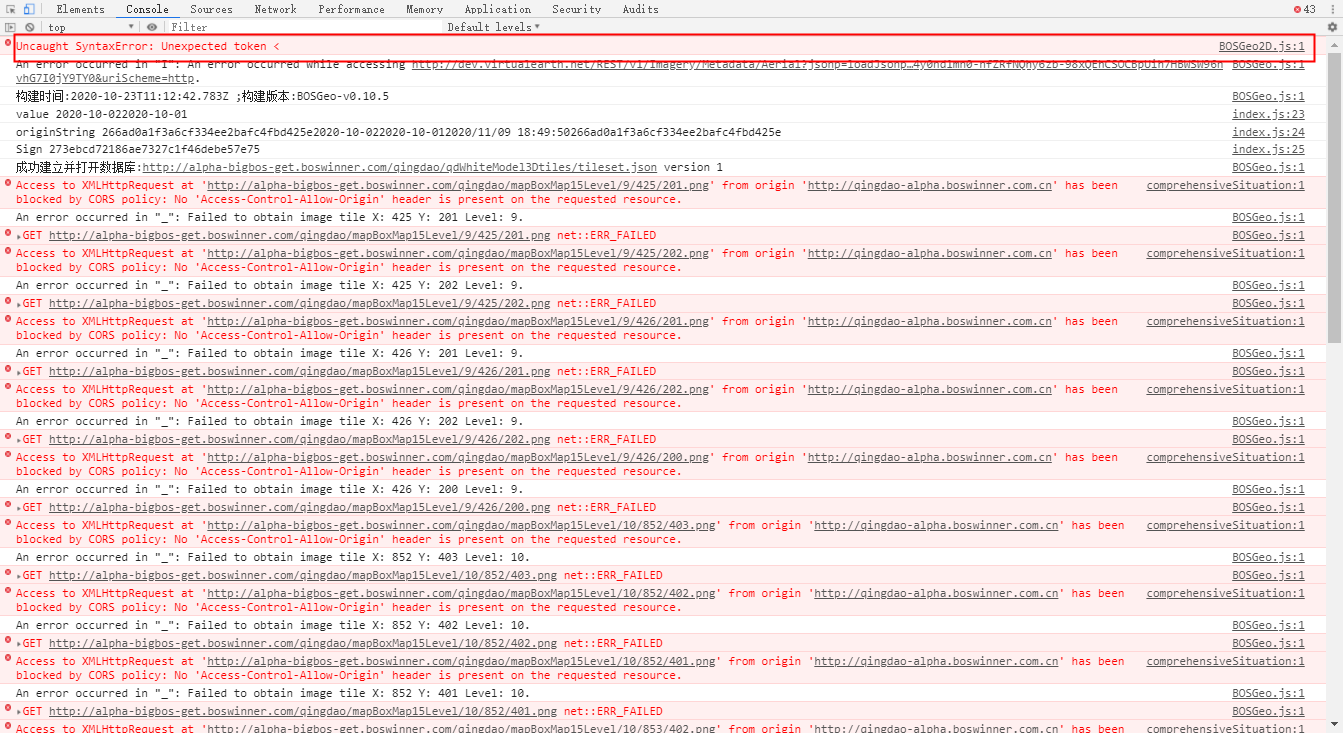 Elements Console Sources Network Performance Memory Application Security Audits 43
top Filter Default levels
Uncaught SyntaxError: Unexpected token < BOSGeo2D.js:1
An error occurred in "I": An error occurred while accessing BOSGeo.js:1
构建时间:2020-10-23T11:12:42.783Z ;构建版本:BOSGeo-v0.10.5 BOSGeo.js:1
value 2020-10-022020-10-01 index.js:23
originString 266ad0a1f3a6cf334ee2bafc4fbd425e2020-10-022020-10-012020/11/09 18:49:50266ad0a1f3a6cf334ee2bafc4fbd425e index.js:24
Sign 273ebcd72186ae7327c1f46debe57e75 index.js:25
成功建立并打开数据库:http://alpha-bigbos-get.boswinner.com/qingdao/qdWhiteModel3Dtiles/tileset.json version 1 BOSGeo.js:1
Access to XMLHttpRequest at 'http://alpha-bigbos-get.boswinner.com/qingdao/mapBoxMap15Level/9/425/201.png' from origin 'http://qingdao-alpha.boswinner.com.cn' has been comprehensiveSituation:1
blocked by CORS policy: No 'Access-Control-Allow-Origin' header is present on the requested resource.
An error occurred in "_": Failed to obtain image tile X: 425 Y: 201 Level: 9. BOSGeo.js:1
GET http://alpha-bigbos-get.boswinner.com/qingdao/mapBoxMap15Level/9/425/201.png net::ERR_FAILED BOSGeo.js:1
Access to XMLHttpRequest at 'http://alpha-bigbos-get.boswinner.com/qingdao/mapBoxMap15Level/9/425/202.png' from origin 'http://qingdao-alpha.boswinner.com.cn' has been comprehensiveSituation:1
blocked by CORS policy: No 'Access-Control-Allow-Origin' header is present on the requested resource.
An error occurred in "_": Failed to obtain image tile X: 425 Y: 202 Level: 9. BOSGeo.js:1
GET http://alpha-bigbos-get.boswinner.com/qingdao/mapBoxMap15Level/9/425/202.png net::ERR_FAILED BOSGeo.js:1
Access to XMLHttpRequest at 'http://alpha-bigbos-get.boswinner.com/qingdao/mapBoxMap15Level/9/426/201.png' from origin 'http://qingdao-alpha.boswinner.com.cn' has been comprehensiveSituation:1
blocked by CORS policy: No 'Access-Control-Allow-Origin' header is present on the requested resource.
An error occurred in "_": Failed to obtain image tile X: 426 Y: 201 Level: 9. BOSGeo.js:1
GET http://alpha-bigbos-get.boswinner.com/qingdao/mapBoxMap15Level/9/426/201.png net::ERR_FAILED BOSGeo.js:1
Access to XMLHttpRequest at 'http://alpha-bigbos-get.boswinner.com/qingdao/mapBoxMap15Level/9/426/202.png' from origin 'http://qingdao-alpha.boswinner.com.cn' has been comprehensiveSituation:1
blocked by CORS policy: No 'Access-Control-Allow-Origin' header is present on the requested resource.
An error occurred in "_": Failed to obtain image tile X: 426 Y: 202 Level: 9. BOSGeo.js:1
GET http://alpha-bigbos-get.boswinner.com/qingdao/mapBoxMap15Level/9/426/202.png net::ERR_FAILED BOSGeo.js:1
Access to XMLHttpRequest at 'http://alpha-bigbos-get.boswinner.com/qingdao/mapBoxMap15Level/9/426/200.png' from origin 'http://qingdao-alpha.boswinner.com.cn' has been comprehensiveSituation:1
blocked by CORS policy: No 'Access-Control-Allow-Origin' header is present on the requested resource.
An error occurred in "_": Failed to obtain image tile X: 426 Y: 200 Level: 9. BOSGeo.js:1
GET http://alpha-bigbos-get.boswinner.com/qingdao/mapBoxMap15Level/9/426/200.png net::ERR_FAILED BOSGeo.js:1
Access to XMLHttpRequest at 'http://alpha-bigbos-get.boswinner.com/qingdao/mapBoxMap15Level/10/852/403.png' from origin 'http://qingdao-alpha.boswinner.com.cn' has been comprehensiveSituation:1
blocked by CORS policy: No 'Access-Control-Allow-Origin' header is present on the requested resource.
An error occurred in "_": Failed to obtain image tile X: 852 Y: 403 Level: 10. BOSGeo.js:1
GET http://alpha-bigbos-get.boswinner.com/qingdao/mapBoxMap15Level/10/852/403.png net::ERR_FAILED BOSGeo.js:1
Access to XMLHttpRequest at 'http://alpha-bigbos-get.boswinner.com/qingdao/mapBoxMap15Level/10/852/402.png' from origin 'http://qingdao-alpha.boswinner.com.cn' has been comprehensiveSituation:1
blocked by CORS policy: No 'Access-Control-Allow-Origin' header is present on the requested resource.
An error occurred in "_": Failed to obtain image tile X: 852 Y: 402 Level: 10. BOSGeo.js:1
GET http://alpha-bigbos-get.boswinner.com/qingdao/mapBoxMap15Level/10/852/402.png net::ERR_FAILED BOSGeo.js:1
Access to XMLHttpRequest at 'http://alpha-bigbos-get.boswinner.com/qingdao/mapBoxMap15Level/10/852/401.png' from origin 'http://qingdao-alpha.boswinner.com.cn' has been comprehensiveSituation:1
blocked by CORS policy: No 'Access-Control-Allow-Origin' header is present on the requested resource.
An error occurred in "_": Failed to obtain image tile X: 852 Y: 401 Level: 10. BOSGeo.js:1
GET http://alpha-bigbos-get.boswinner.com/qingdao/mapBoxMap15Level/10/852/401.png net::ERR_FAILED BOSGeo.js:1
Access to XMLHttpRequest at 'http://alpha-bigbos-get.boswinner.com/qingdao/mapBoxMap15Level/10/853/402.png' from origin 'http://qingdao-alpha.boswinner.com.cn' has been comprehensiveSituation:1